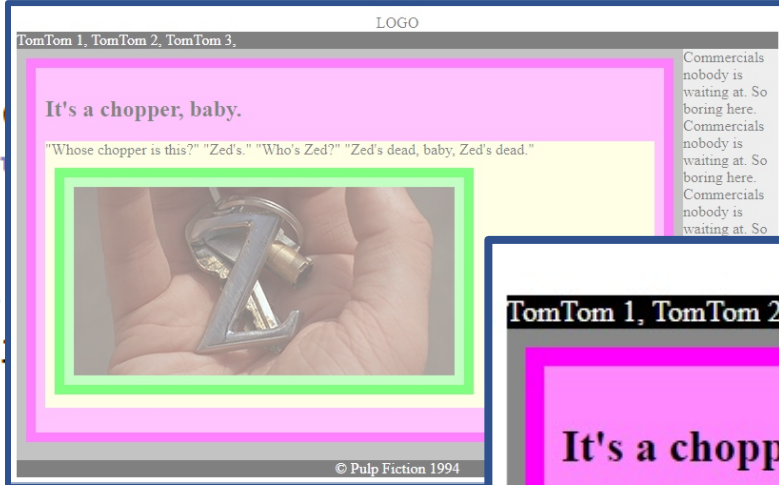 LOGO
TomTom 1, TomTom 2, TomTom 3,
It's a chopper, baby.
"Whose chopper is this?" "Zed's." "Who's Zed?" "Zed's dead, baby, Zed's dead."
Commercials
nobody is
waiting at. So
boring here.
Commercials
nobody is
waiting at. So
boring here.
Commercials
nobody is
waiting at. So
© Pulp Fiction 1994
TomTom 1, TomTom 2
It's a chopp